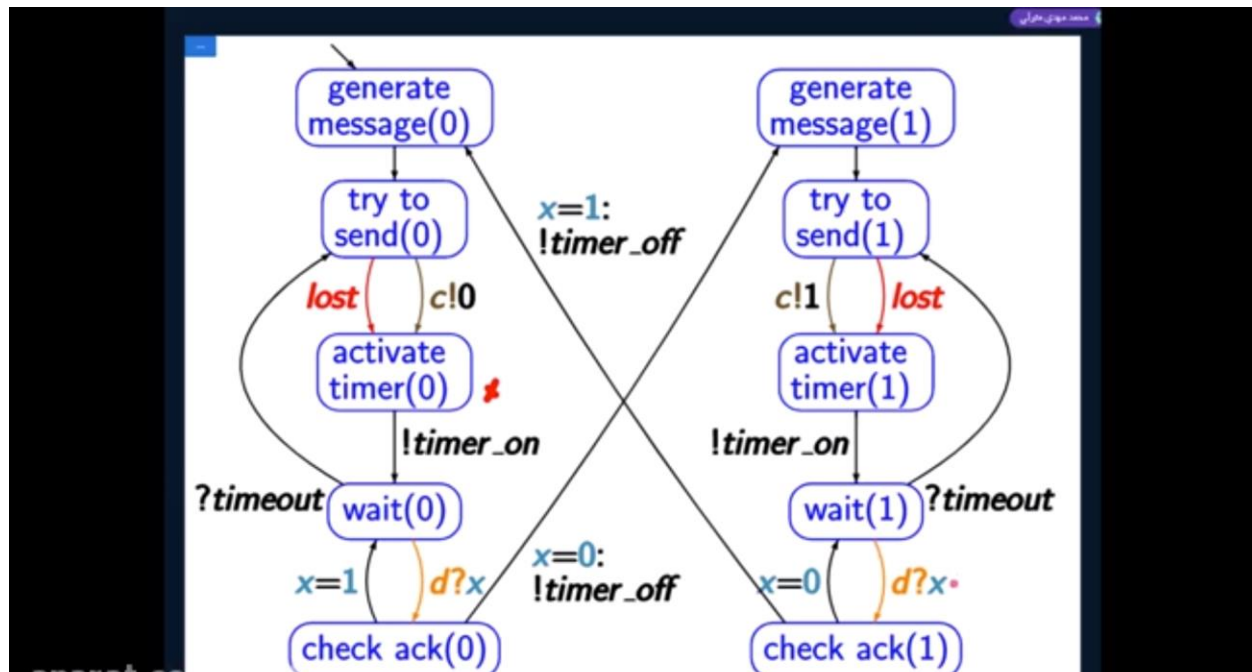 محمد مهدی
generate
message(0)
generate
message(1)
try to
send(0)
x=1:
!timer_off
try to
send(1)
lost
c!0
c!1
lost
activate
timer(0)
activate
timer(1)
!timer_on
!timer_on
?timeout
wait(0)
wait(1)
?timeout
x=1
d?x
x=0:
!timer_off
x=0
d?x
check ack(0)
check ack(1)